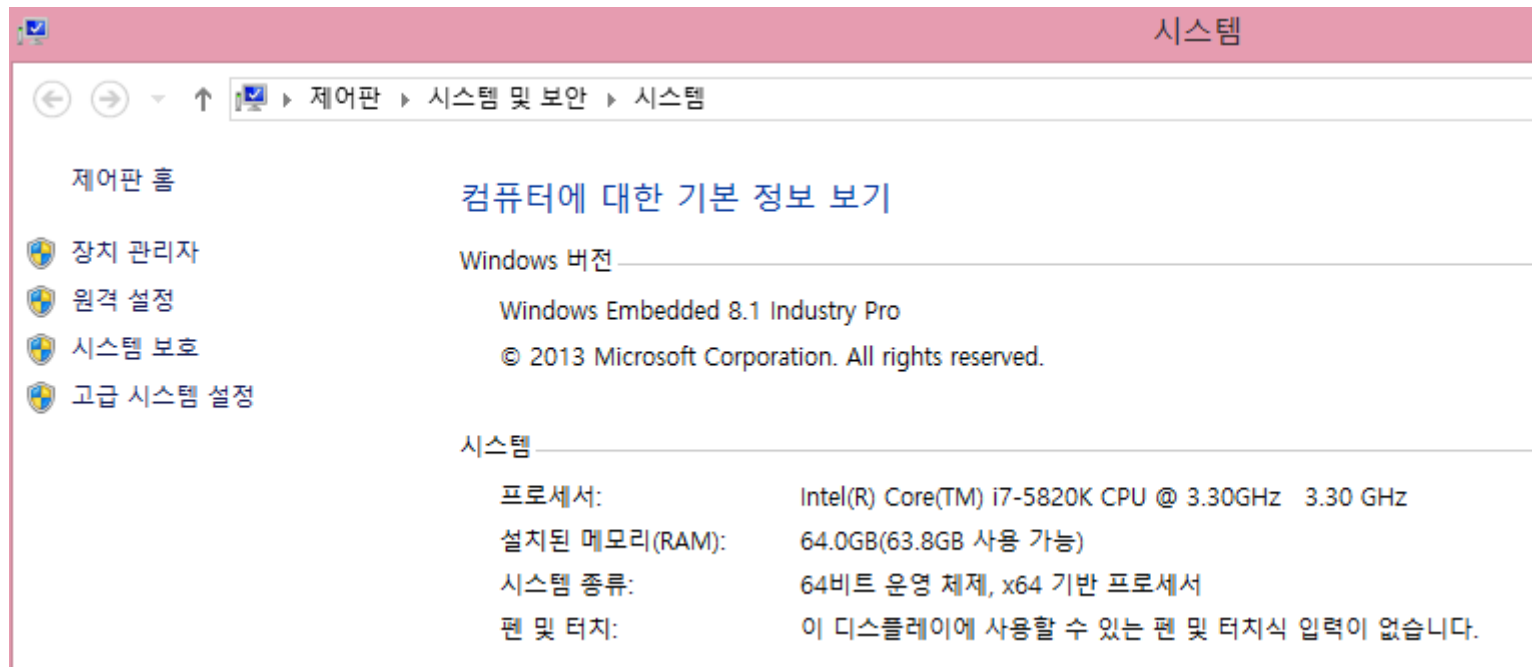 시스템
제어판 시스템 및 보안 시스템
제어판 홈
장치 관리자
원격 설정
시스템 보호
고급 시스템 설정
컴퓨터에 대한 기본 정보 보기
Windows 버전
Windows Embedded 8.1 Industry Pro
© 2013 Microsoft Corporation. All rights reserved.
시스템
프로세서: Intel(R) Core(TM) i7-5820K CPU @ 3.30GHz 3.30 GHz
설치된 메모리(RAM): 64.0GB(63.8GB 사용 가능)
시스템 종류: 64비트 운영 체제, x64 기반 프로세서
펜 및 터치: 이 디스플레이에 사용할 수 있는 펜 및 터치식 입력이 없습니다.